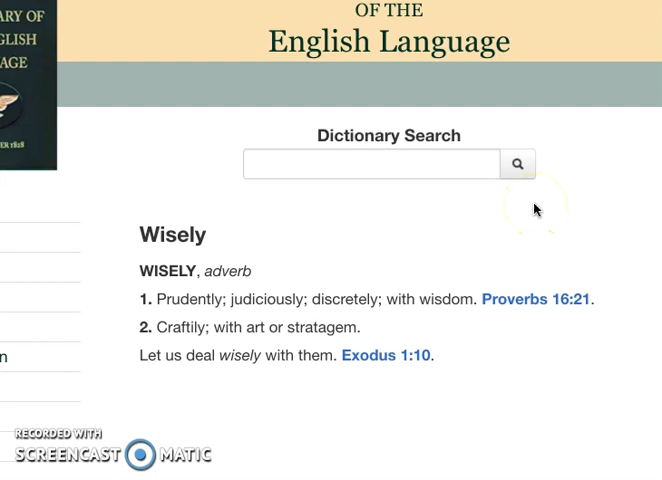 ARY OF
GLISH
AGE
ER 1828
OF THE
English Language
Dictionary Search
Wisely
WISELY, adverb
1. Prudently; judiciously; discretely; with wisdom. Proverbs 16:21.
2. Craftily; with art or stratagem.
Let us deal wisely with them. Exodus 1:10.
n
RECORDED WITH
SCREENCAST MATIC